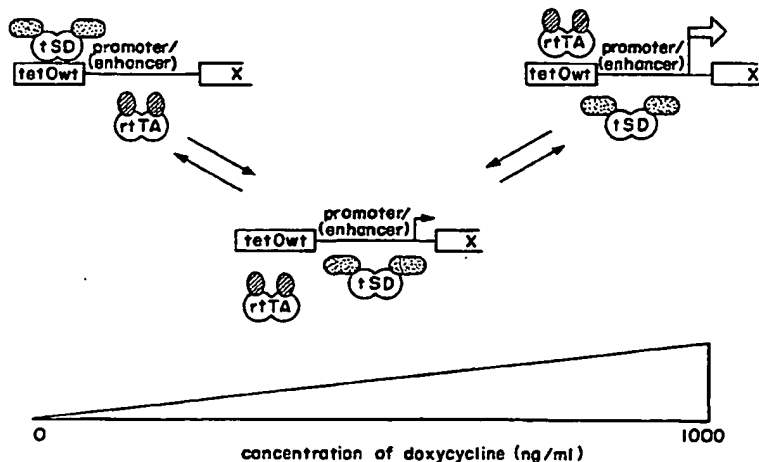 tSD
promoter/
(enhancer)
tetOwt
X
rtTA
rtTA
promoter/
(enhancer)
tetOwt
X
tSD
promoter/
(enhancer)
tetOwt
X
tSD
rtTA
0
1000
concentration of doxycycline (ng/ml)